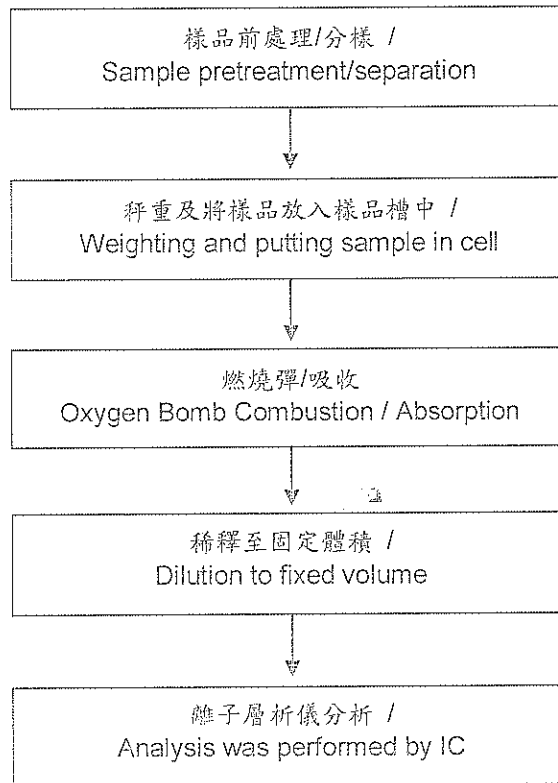 樣品前處理/分樣 /
Sample pretreatment/separation
秤重及將樣品放入樣品槽中 /
Weighting and putting sample in cell
燃燒彈/吸收
Oxygen Bomb Combustion / Absorption
稀釋至固定體積 /
Dilution to fixed volume
離子層析儀分析 /
Analysis was performed by IC